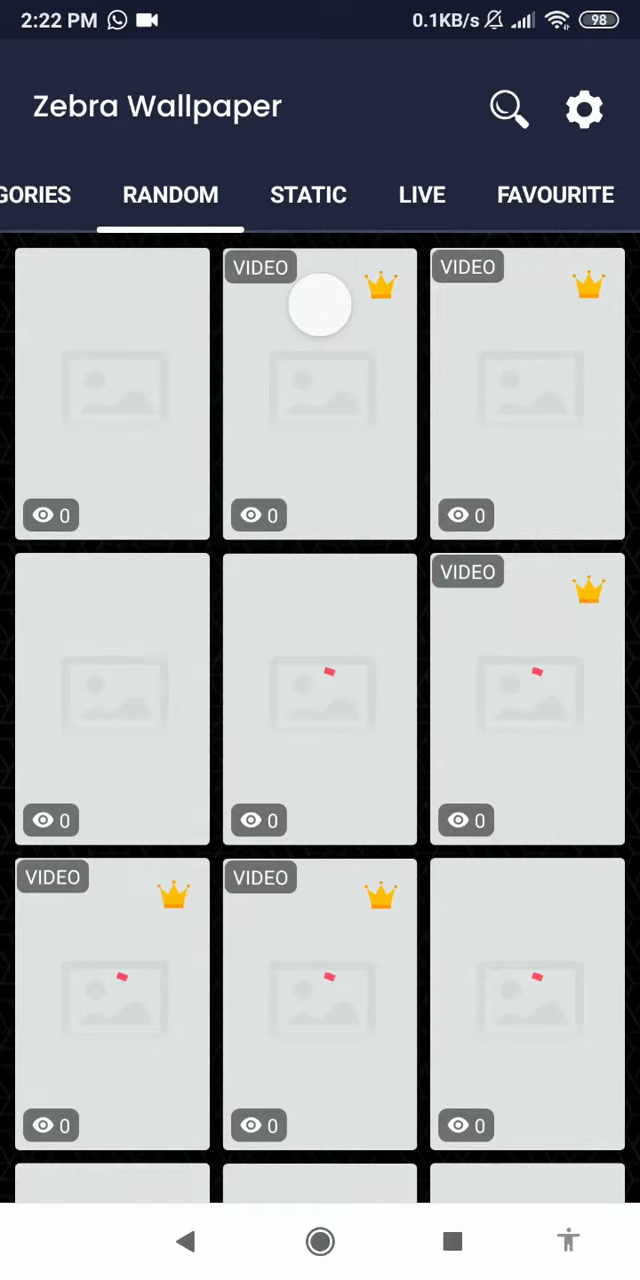 2:22 PM 0.1KB/s 98
Zebra Wallpaper
GORIES RANDOM STATIC LIVE FAVOURITE
VIDEO VIDEO
0 0 0
VIDEO
0 0 0
VIDEO VIDEO
0 0 0